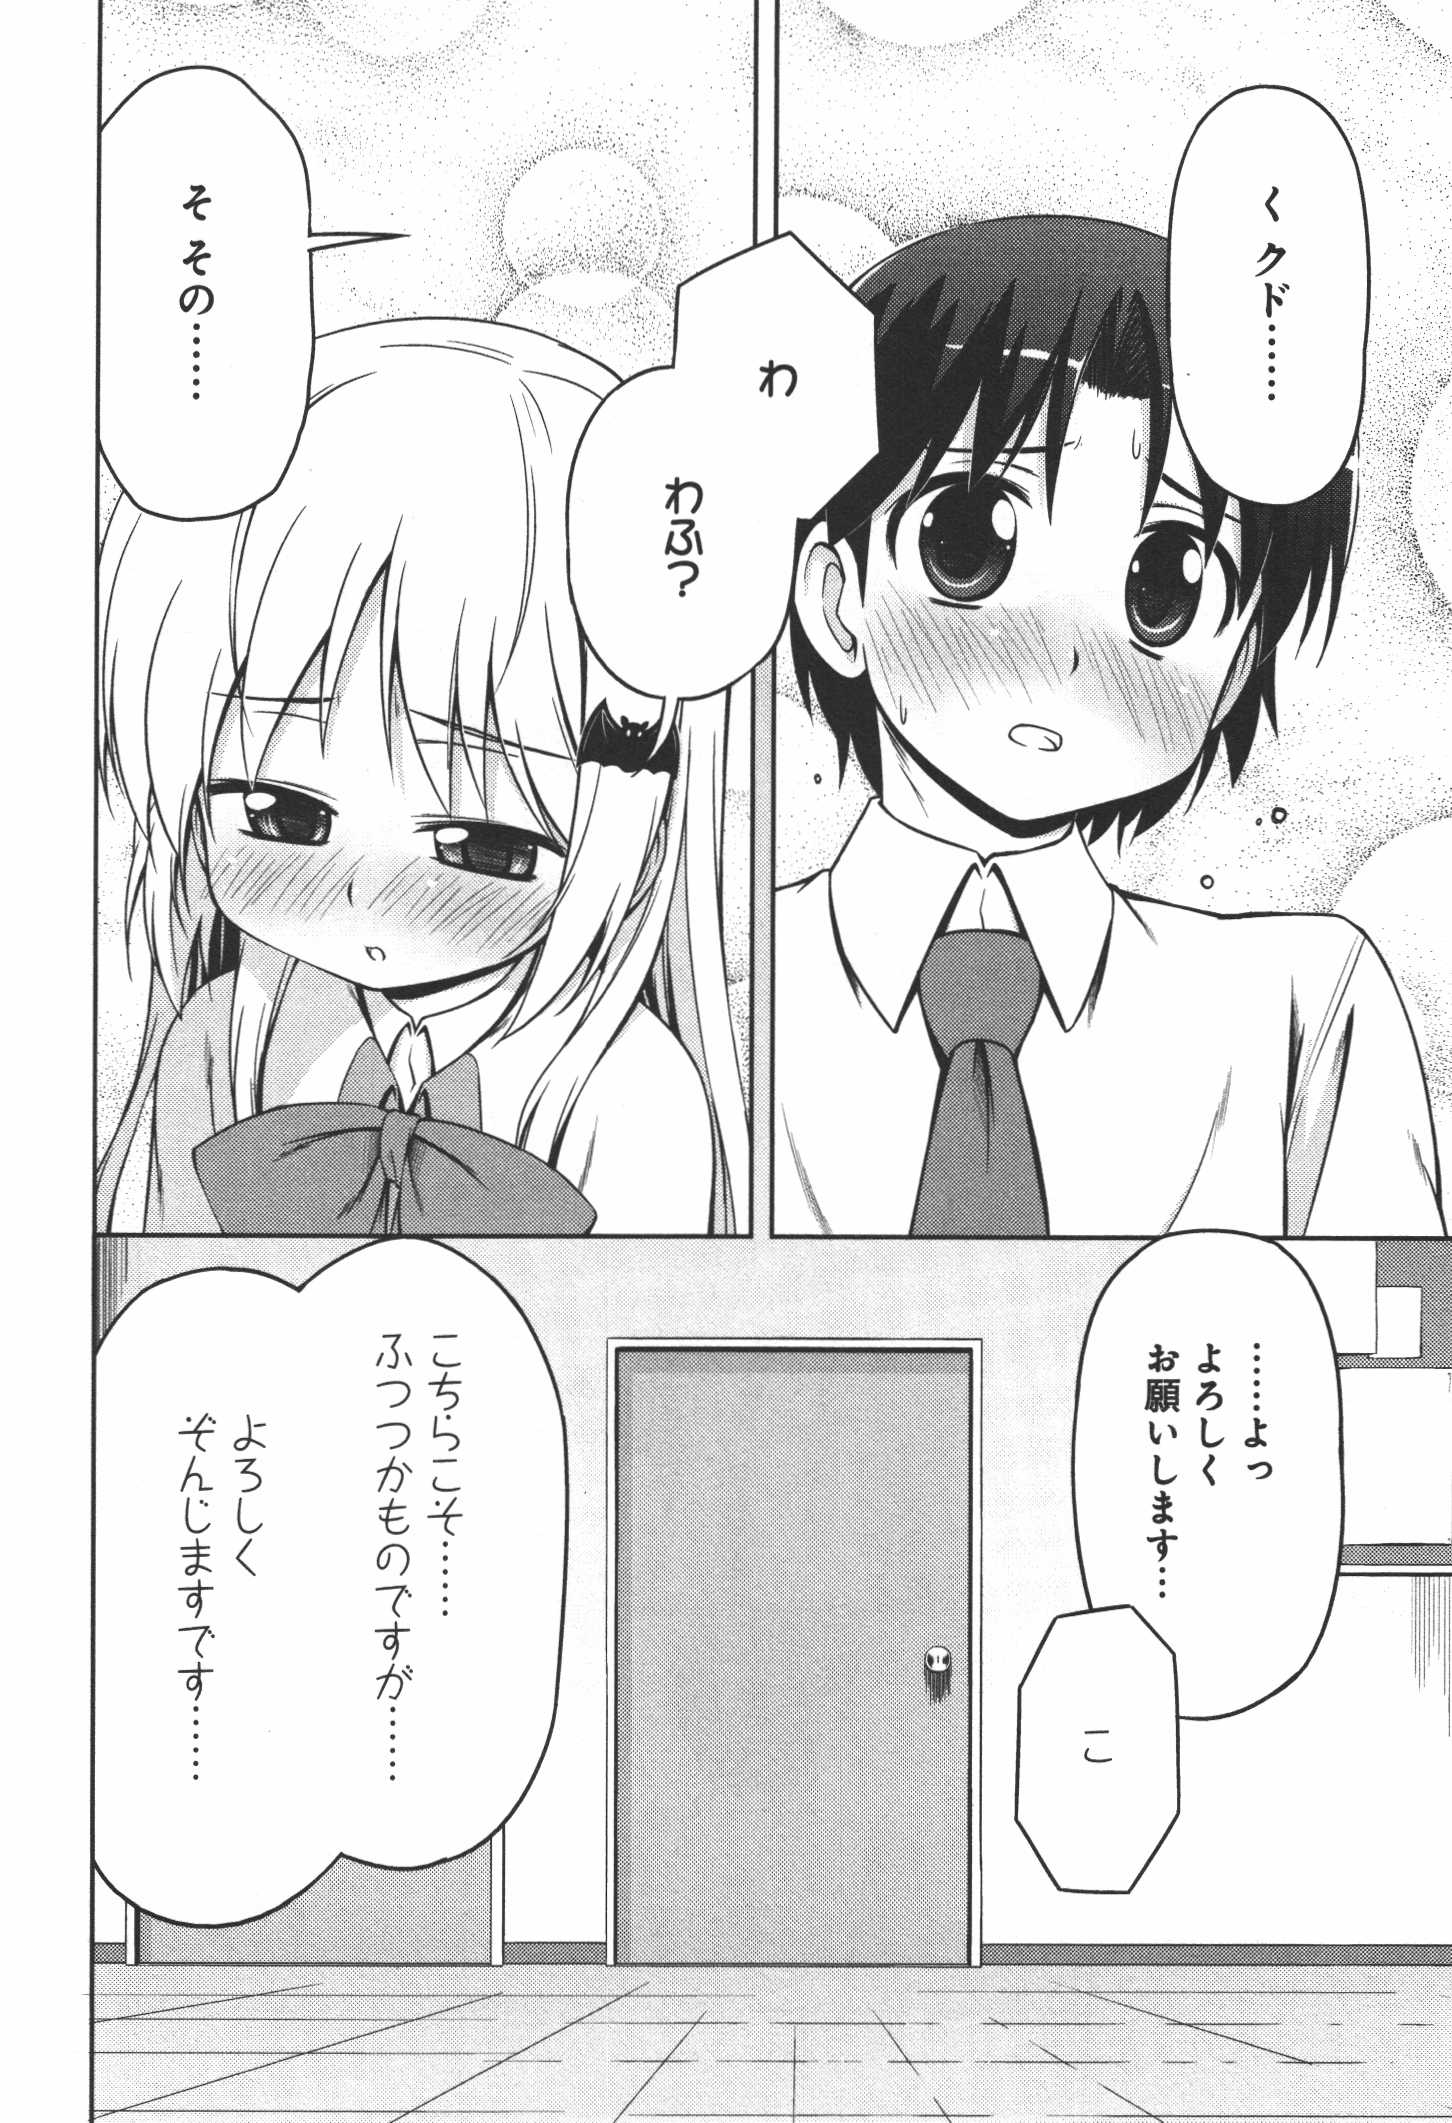 く クド……
わ
わふ？
そ その……
……よっ
よろしく
お願いします…
こ
こちらこそ……
ふつつかものですが……
よろしく
ぞんじますです……